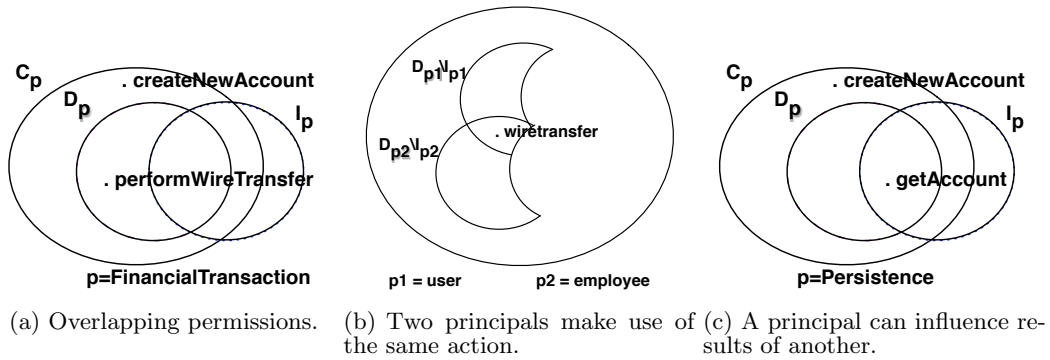 C_p
. createNewAccount
D_p
I_p
. performWireTransfer
p=FinancialTransaction
(a) Overlapping permissions.
D_p1\I_p1
. wiretransfer
D_p2\I_p2
p1 = user
p2 = employee
(b) Two principals make use of
the same action.
C_p
. createNewAccount
D_p
I_p
. getAccount
p=Persistence
(c) A principal can influence re-
sults of another.